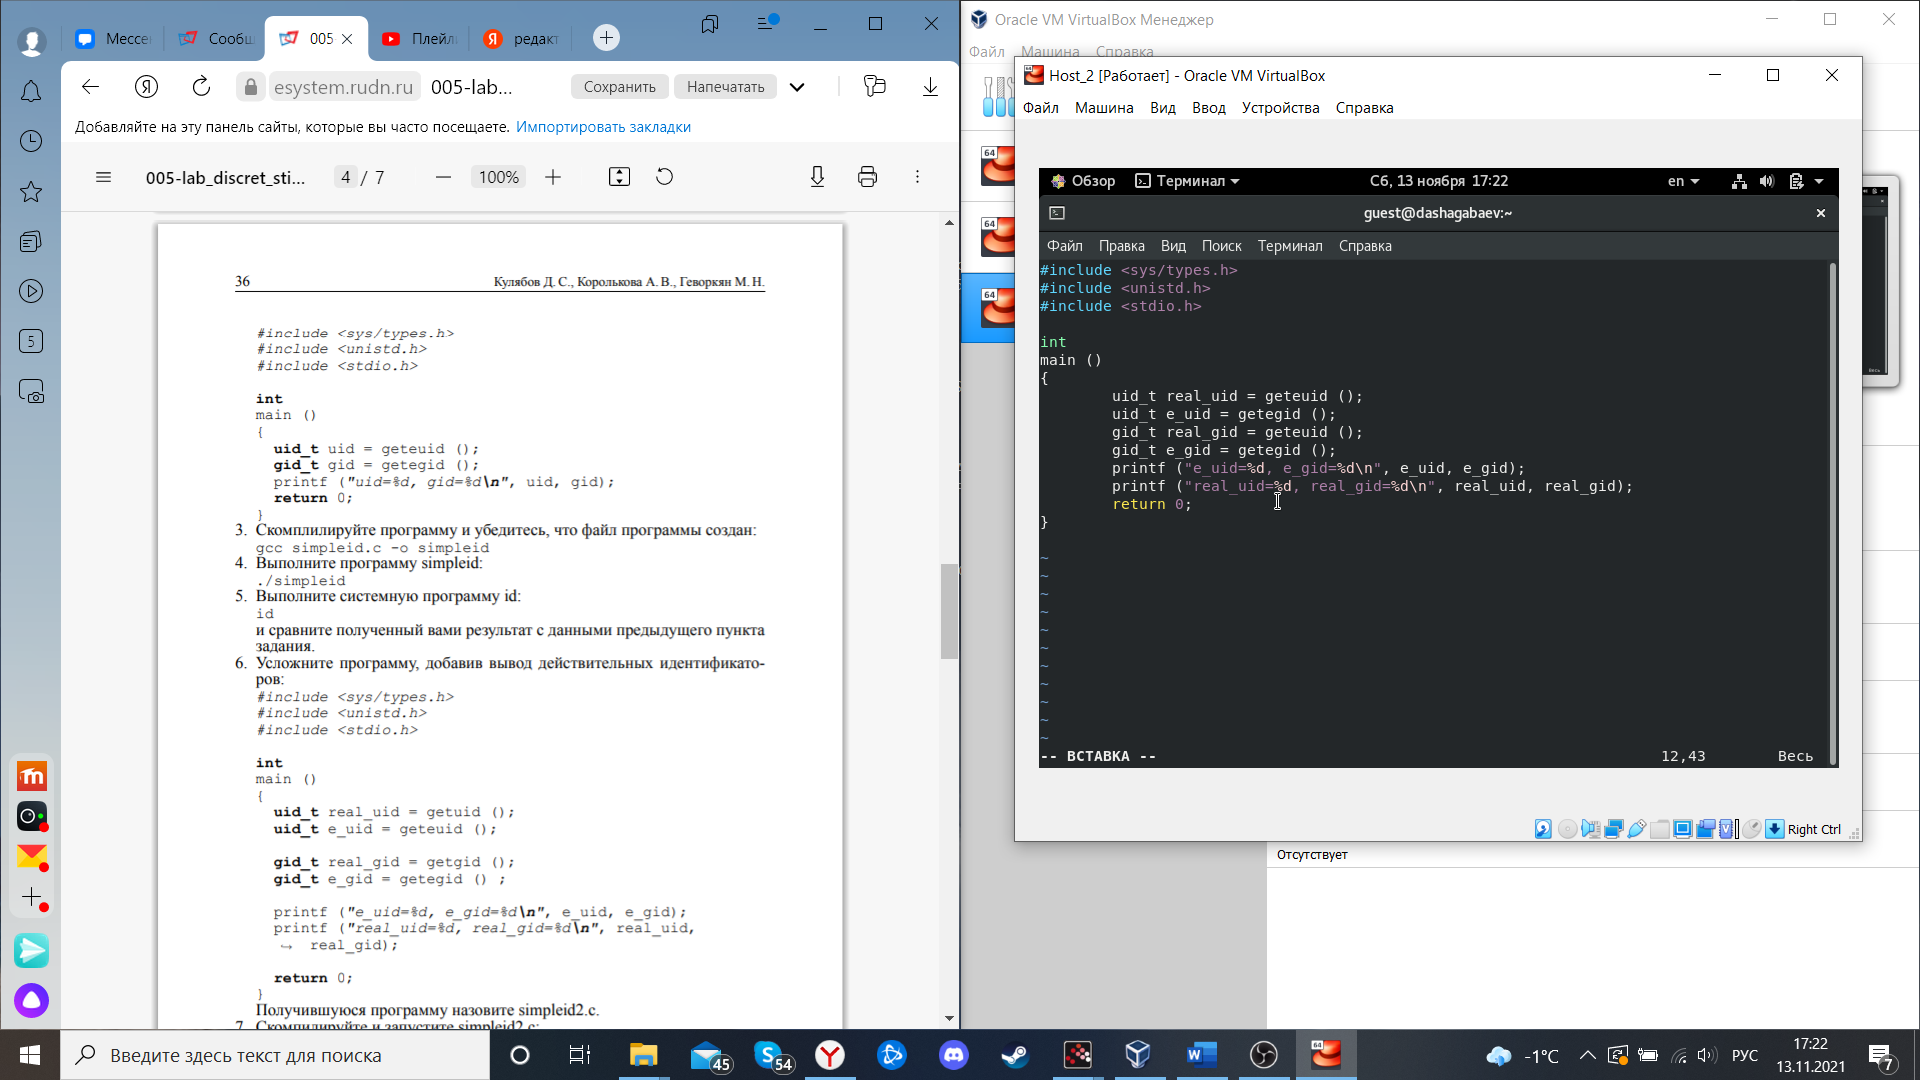 Мессе
Сообщ
005
Плейл
редакт
esystem.rudn.ru
005-lab...
Сохранить
Напечатать
Добавляйте на эту панель сайты, которые вы часто посещаете. Импортировать закладки
005-lab_discret_sti...
4 / 7
100%
36
Кулябов Д. С., Королькова А. В., Геворкян М. Н.
#include <sys/types.h>
#include <unistd.h>
#include <stdio.h>
int
main ()
{
uid_t uid = geteuid ();
gid_t gid = getegid ();
printf ("uid=%d, gid=%d\n", uid, gid);
return 0;
}
3. Скомплилируйте программу и убедитесь, что файл программы создан:
gcc simpleid.c -o simpleid
4. Выполните программу simpleid:
./simpleid
5. Выполните системную программу id:
id
и сравните полученный вами результат с данными предыдущего пункта
задания.
6. Усложните программу, добавив вывод действительных идентификато-
ров:
#include <sys/types.h>
#include <unistd.h>
#include <stdio.h>
int
main ()
{
uid_t real_uid = getuid ();
uid_t e_uid = geteuid ();
gid_t real_gid = getgid ();
gid_t e_gid = getegid () ;
printf ("e_uid=%d, e_gid=%d\n", e_uid, e_gid);
printf ("real_uid=%d, real_gid=%d\n", real_uid,
↪ real_gid);
return 0;
}
Получившуюся программу назовите simpleid2.c.
7. Скомпилируйте и запустите simpleid2.c:
5
Oracle VM VirtualBox Менеджер
Файл Машина Справка
64
64
64
Host_2 [Работает] - Oracle VM VirtualBox
Файл Машина Вид Ввод Устройства Справка
Обзор
Терминал
Сб, 13 ноября 17:22
en
guest@dashagabaev:~
Файл Правка Вид Поиск Терминал Справка
#include <sys/types.h>
#include <unistd.h>
#include <stdio.h>
int
main ()
{
uid_t real_uid = geteuid ();
uid_t e_uid = getegid ();
gid_t real_gid = geteuid ();
gid_t e_gid = getegid ();
printf ("e_uid=%d, e_gid=%d\n", e_uid, e_gid);
printf ("real_uid=%d, real_gid=%d\n", real_uid, real_gid);
return 0;
}
~
~
~
~
~
~
~
~
~
~
~
-- ВСТАВКА --
12,43
Весь
Right Ctrl
Отсутствует
Введите здесь текст для поиска
45
54
-1°C
РУС
17:22
13.11.2021
7